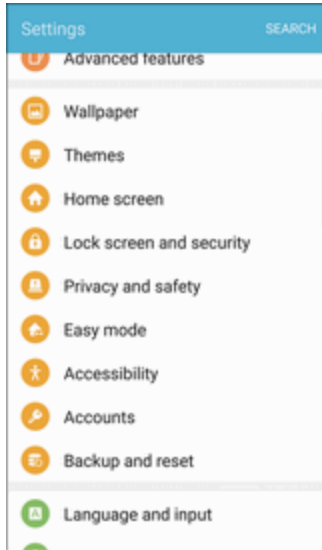 Settings
SEARCH
Advanced features
Wallpaper
Themes
Home screen
Lock screen and security
Privacy and safety
Easy mode
Accessibility
Accounts
Backup and reset
A
Language and input